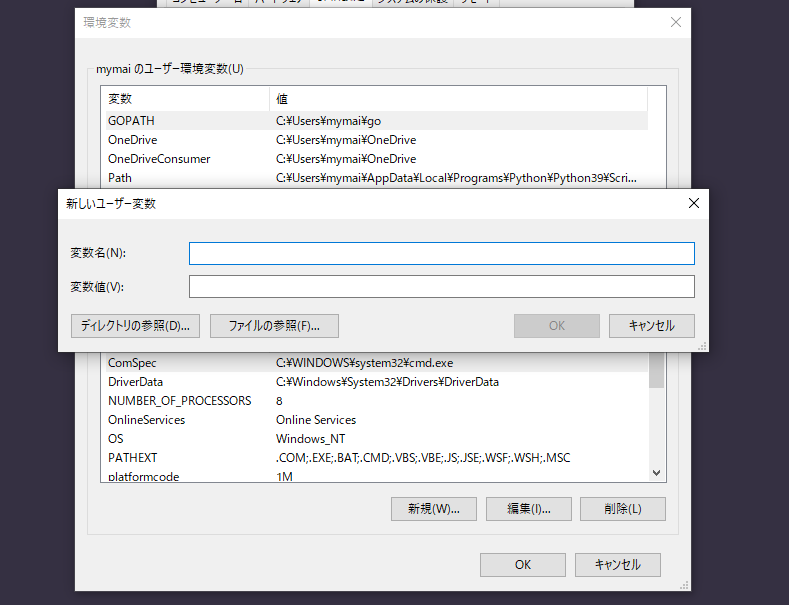 環境変数
mymai のユーザー環境変数(U)
変数 値
GOPATH C:¥Users¥mymai¥go
OneDrive C:¥Users¥mymai¥OneDrive
OneDriveConsumer C:¥Users¥mymai¥OneDrive
Path C:¥Users¥mymai¥AppData¥Local¥Programs¥Python¥Python39¥Scri...
新しいユーザー変数
変数名(N):
変数値(V):
ディレクトリの参照(D)... ファイルの参照(F)... OK キャンセル
ComSpec C:¥WINDOWS¥system32¥cmd.exe
DriverData C:¥Windows¥System32¥Drivers¥DriverData
NUMBER_OF_PROCESSORS 8
OnlineServices Online Services
OS Windows_NT
PATHEXT .COM;.EXE;.BAT;.CMD;.VBS;.VBE;.JS;.JSE;.WSF;.WSH;.MSC
platformcode 1M
新規(W)... 編集(I)... 削除(L)
OK キャンセル